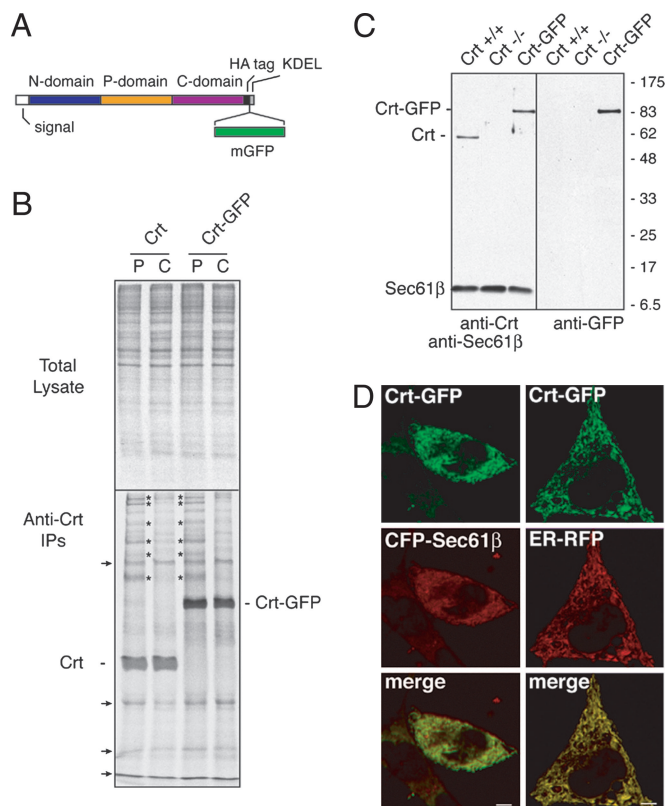 A
HA tag KDEL
N-domain P-domain C-domain
signal
mGFP
B
Crt Crt-GFP
P C P C
Total
Lysate
Anti-Crt
IPs
* *
* *
* *
* *
* *
* *
- Crt-GFP
Crt -
C
Crt +/+ Crt -/- Crt-GFP Crt +/+ Crt -/- Crt-GFP
- 175
Crt-GFP - - 83
Crt - - 62
- 48
- 33
- 25
- 17
Sec61β
- 6.5
anti-Crt anti-GFP
anti-Sec61β
D
Crt-GFP Crt-GFP
CFP-Sec61β ER-RFP
merge merge